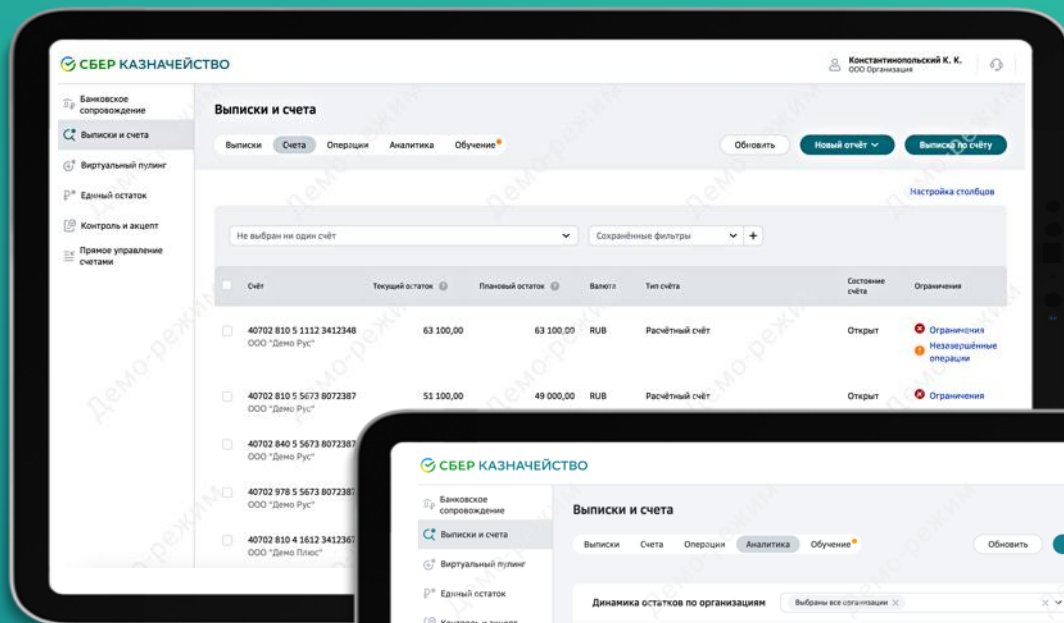 СБЕР КАЗНАЧЕЙСТВО
Константинопольский К. К.
ООО Организация
Банковское
сопровождение
Выписки и счета
Виртуальный пулинг
Единый остаток
Контроль и акцепт
Прямое управление
счетами
Выписки и счета
Выписки Счета Операции Аналитика Обучение
Обновить Новый отчёт Выписка по счёту
Настройка столбцов
Не выбран ни один счёт Сохранённые фильтры +
Счёт Текущий остаток Плановый остаток Валюта Тип счёта Состояние счёта Ограничения
40702 810 5 1112 3412348 63 100,00 63 100,00 RUB Расчётный счёт Открыт Ограничения
ООО "Демо Рус" Незавершённые
операции
40702 810 5 5673 8072387 51 100,00 49 000,00 RUB Расчётный счёт Открыт Ограничения
ООО "Демо Рус"
40702 840 5 5673 8072387
ООО "Демо Рус"
40702 978 5 5673 8072387
ООО "Демо Рус"
40702 810 4 1612 341236
ООО "Демо Плюс"
Демо-режим
СБЕР КАЗНАЧЕЙСТВО
Банковское
сопровождение
Выписки и счета
Виртуальный пулинг
Единый остаток
Контроль и акцепт
Выписки и счета
Выписки Счета Операции Аналитика Обучение
Обновить
Динамика остатков по организациям Выбраны все организации
Демо-режим